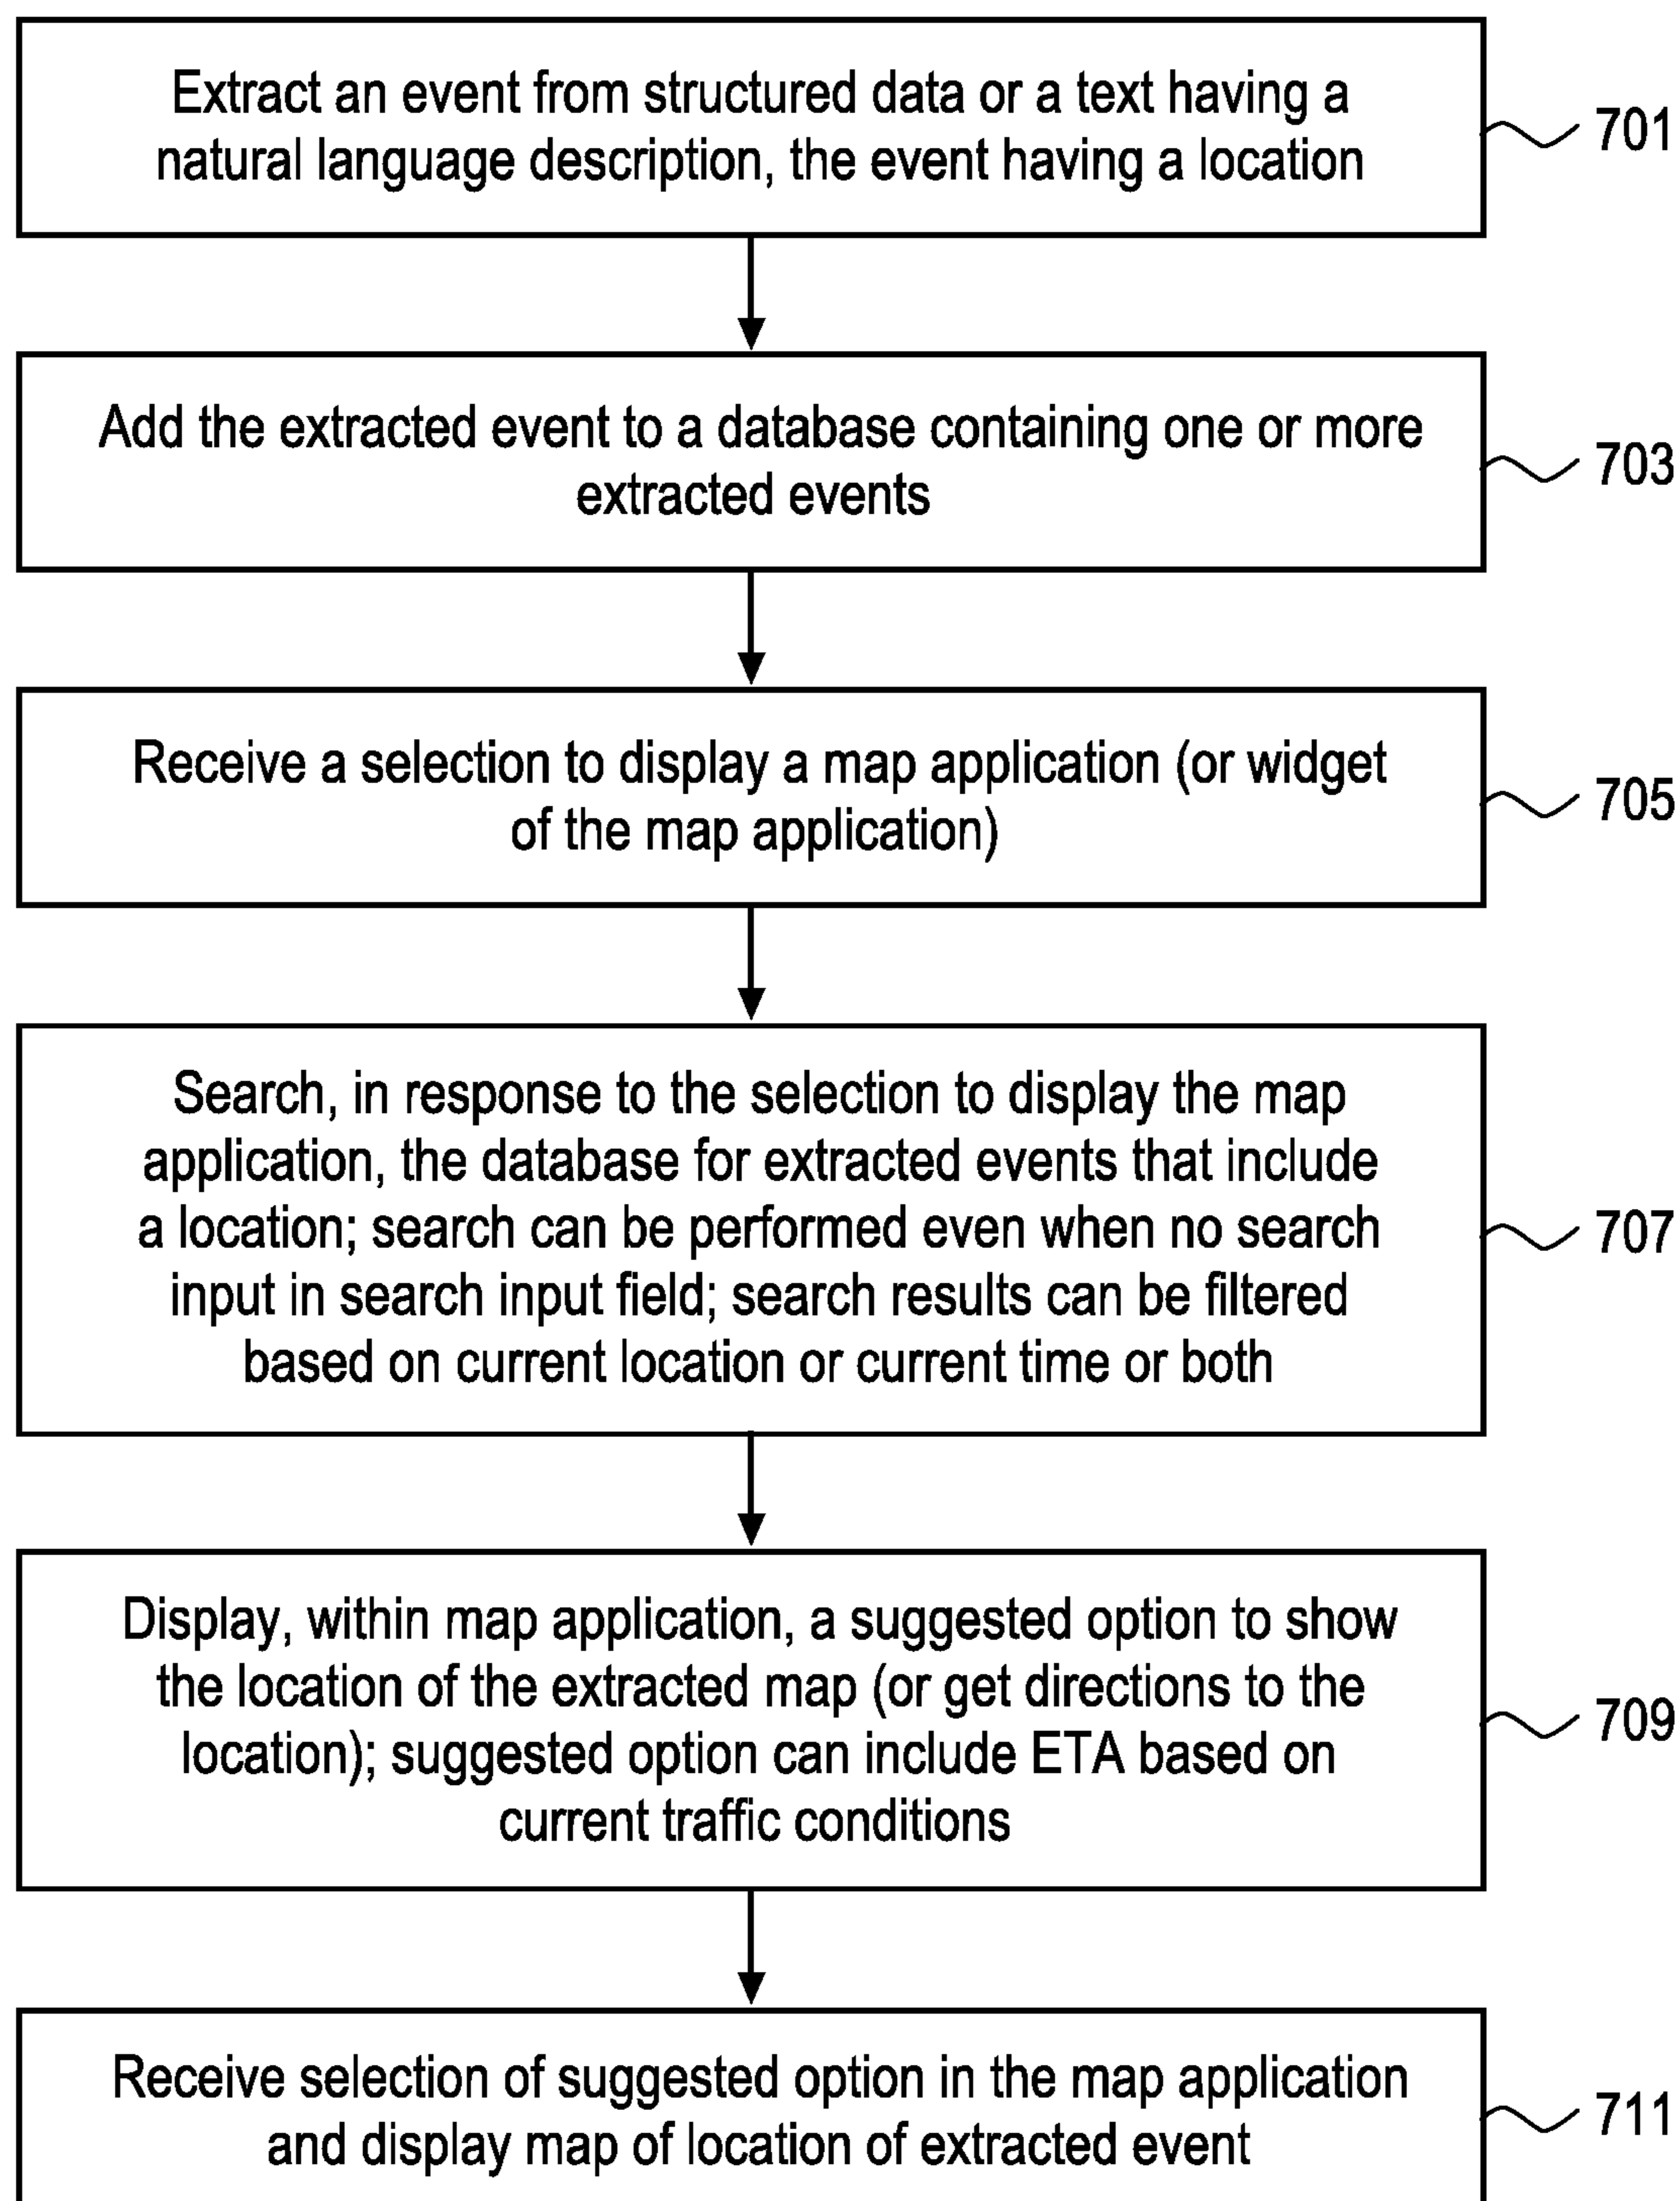 Extract an event from structured data or a text having a
natural language description, the event having a location
701
Add the extracted event to a database containing one or more
extracted events
703
Receive a selection to display a map application (or widget
of the map application)
705
Search, in response to the selection to display the map
application, the database for extracted events that include
a location; search can be performed even when no search
input in search input field; search results can be filtered
based on current location or current time or both
707
Display, within map application, a suggested option to show
the location of the extracted map (or get directions to the
location); suggested option can include ETA based on
current traffic conditions
709
Receive selection of suggested option in the map application
and display map of location of extracted event
711